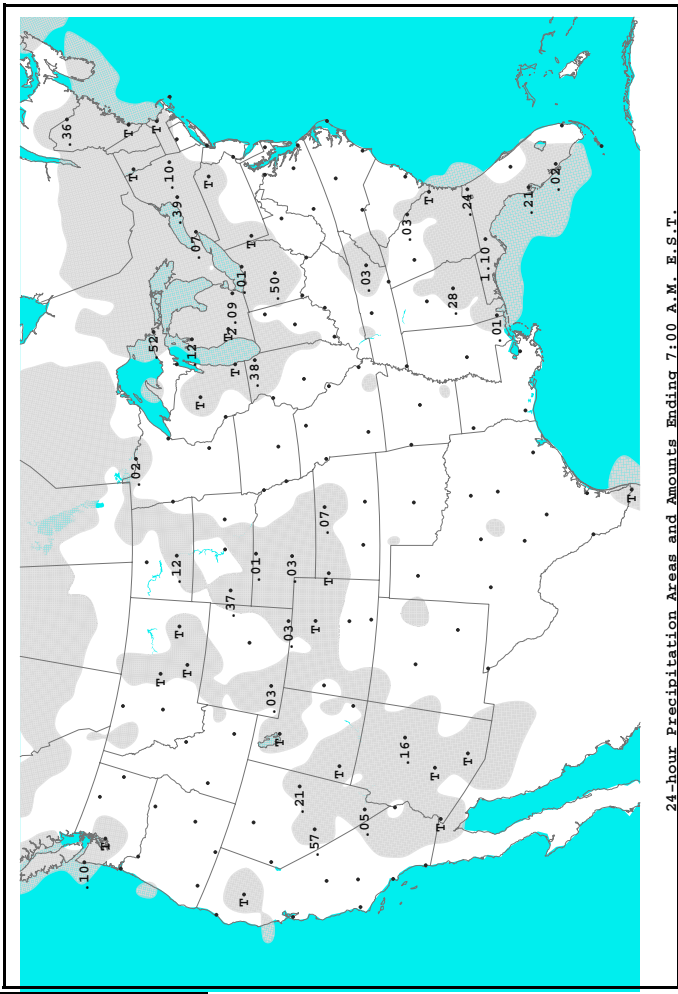 .36
.10
T
T
.02
T
T
.52
T
T
.10
.12
.39
T
T
.12
.07
T
T
.37
2.09
T
T
.01
T
.01
.38
.03
.50
T
.03
.03
.21
.57
T
.07
T
T
.05
.03
.16
.03
T
T
T
.28
T
.24
1.10
.01
.21
.02
T
24-hour Precipitation Areas and Amounts Ending 7:00 A.M. E.S.T.